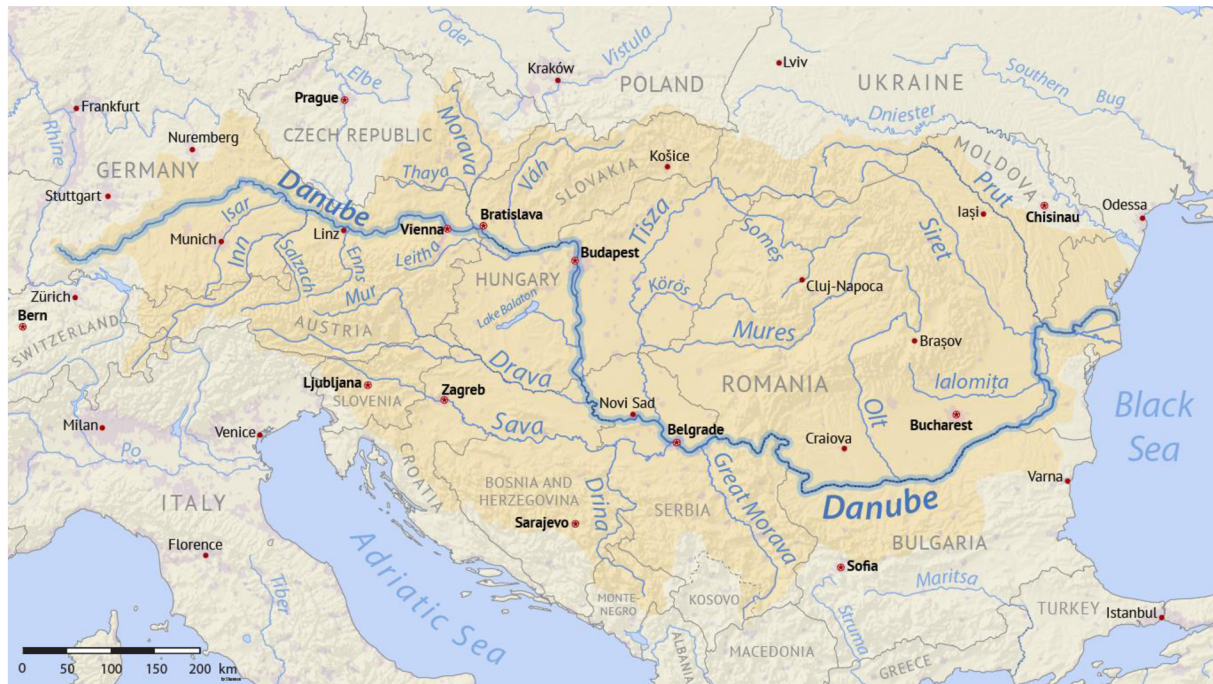 Oder
Vistula
Kraków
POLAND
Lviv
UKRAINE
Southern
Bug
Elbe
Prague
Frankfurt
Rhine
CZECH REPUBLIC
Morava
Dniester
Nuremberg
GERMANY
Váh
SLOVAKIA
Košice
MOLDOVA
Thaya
Stuttgart
Danube
Prut
Isar
Bratislava
Iași
Chisinau
Odessa
Munich
Inn
Linz
Vienna
Tisza
Someș
Siret
Salzach
Enns
Leitha
HUNGARY
Budapest
Zürich
Mur
Körös
Cluj-Napoca
Bern
SWITZERLAND
AUSTRIA
Lake Balaton
Mures
Brașov
Ljubljana
SLOVENIA
Zagreb
Drava
ROMANIA
Ialomița
Milan
Venice
Sava
Novi Sad
Olt
Bucharest
Black
Sea
Po
Belgrade
Craiova
CROATIA
BOSNIA AND
HERZEGOVINA
Drina
Great Morava
Varna
ITALY
SERBIA
Danube
Sarajevo
BULGARIA
Florence
Adriatic Sea
Sofia
Tiber
MONTE-
NEGRO
KOSOVO
Struma
Maritsa
TURKEY
Istanbul
ALBANIA
MACEDONIA
GREECE
0 50 100 150 200 km